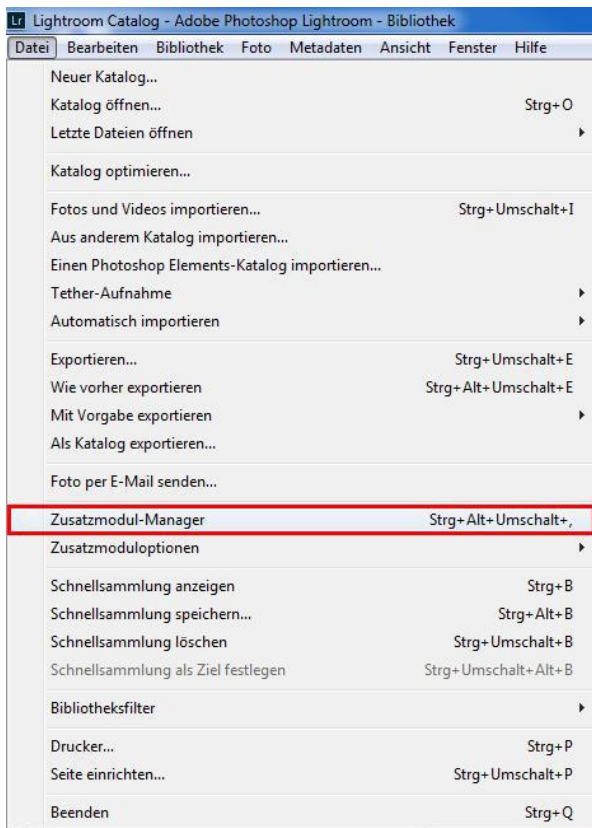 Lr Lightroom Catalog - Adobe Photoshop Lightroom - Bibliothek
Datei Bearbeiten Bibliothek Foto Metadaten Ansicht Fenster Hilfe
Neuer Katalog...
Katalog öffnen... Strg+O
Letzte Dateien öffnen
Katalog optimieren...
Fotos und Videos importieren... Strg+Umschalt+I
Aus anderem Katalog importieren...
Einen Photoshop Elements-Katalog importieren...
Tether-Aufnahme
Automatisch importieren
Exportieren... Strg+Umschalt+E
Wie vorher exportieren Strg+Alt+Umschalt+E
Mit Vorgabe exportieren
Als Katalog exportieren...
Foto per E-Mail senden...
Zusatzmodul-Manager Strg+Alt+Umschalt+,
Zusatzmoduloptionen
Schnellsammlung anzeigen Strg+B
Schnellsammlung speichern... Strg+Alt+B
Schnellsammlung löschen Strg+Umschalt+B
Schnellsammlung als Ziel festlegen Strg+Umschalt+Alt+B
Bibliotheksfilter
Drucker... Strg+P
Seite einrichten... Strg+Umschalt+P
Beenden Strg+Q